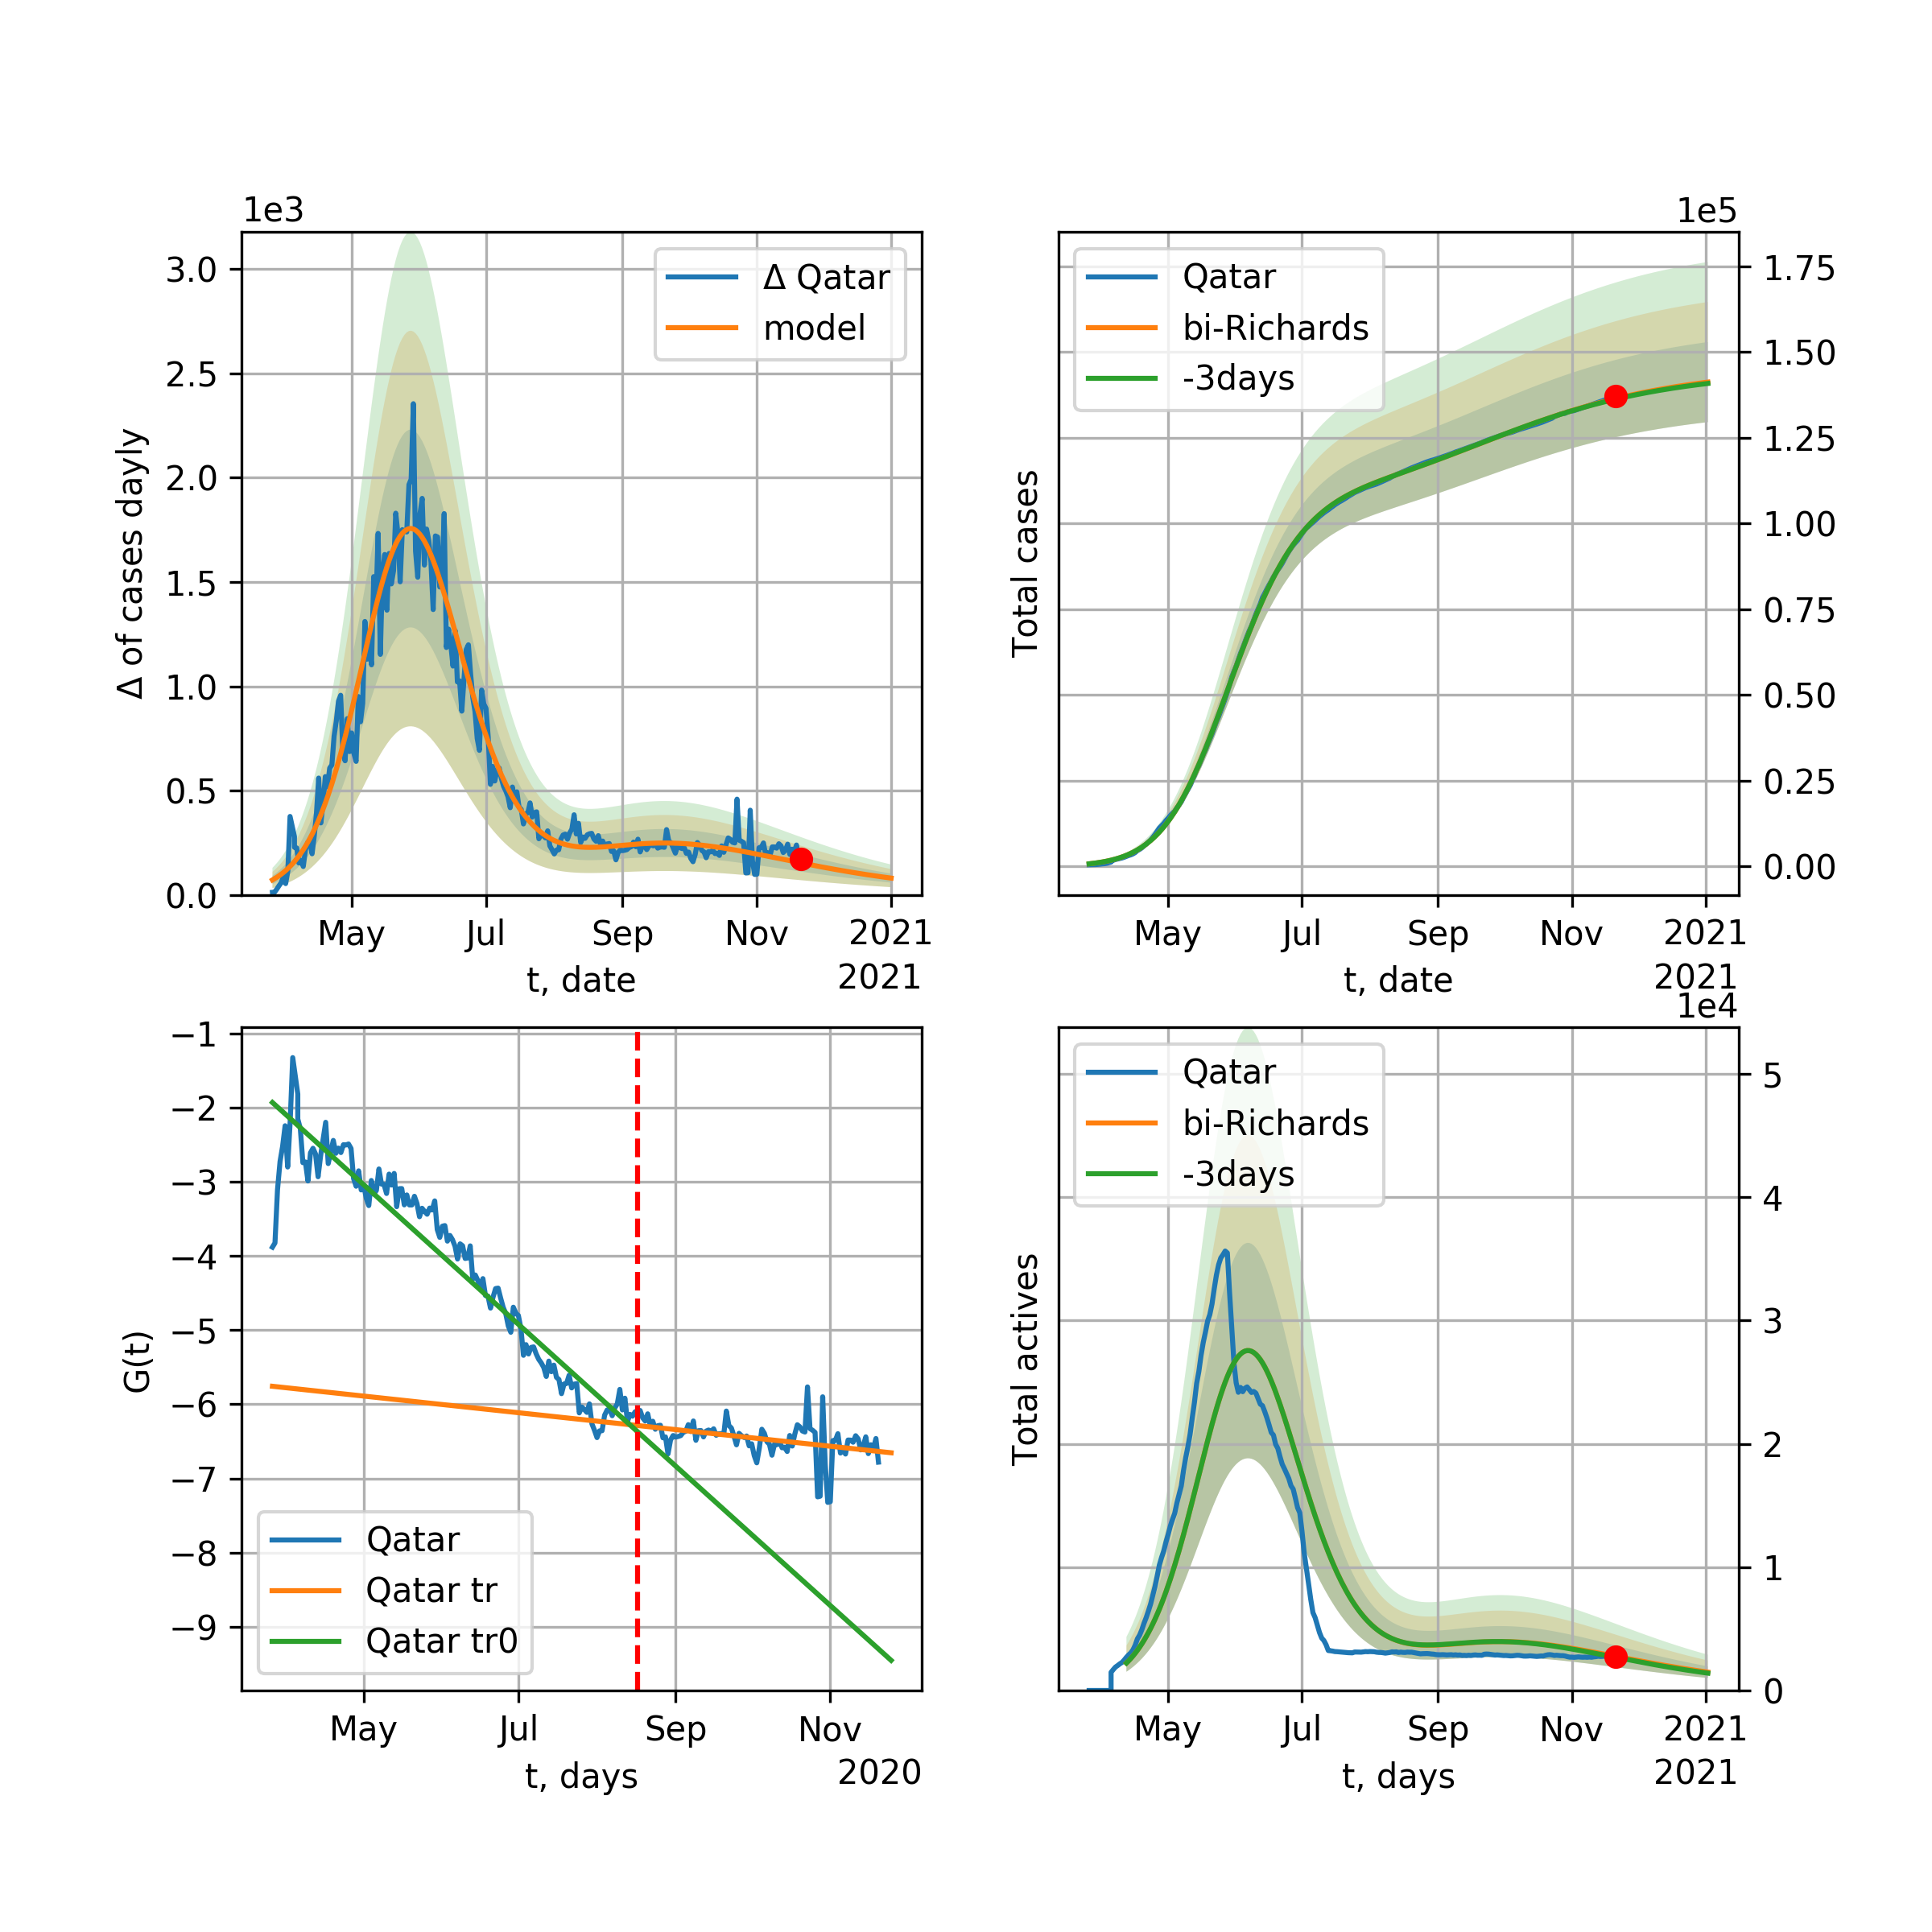 1e3
3.0
2.5
2.0
1.5
1.0
0.5
0.0
Δ of cases dayly
Δ Qatar
model
May Jul Sep Nov 2021
t, date
2021
1e5
1.75
1.50
1.25
1.00
0.75
0.50
0.25
0.00
Total cases
Qatar
bi-Richards
-3days
May Jul Sep Nov 2021
t, date
2021
−1
−2
−3
−4
−5
−6
−7
−8
−9
G(t)
Qatar
Qatar tr
Qatar tr0
May Jul Sep Nov
t, days
2020
1e4
5
4
3
2
1
0
Total actives
Qatar
bi-Richards
-3days
May Jul Sep Nov 2021
t, days
2021